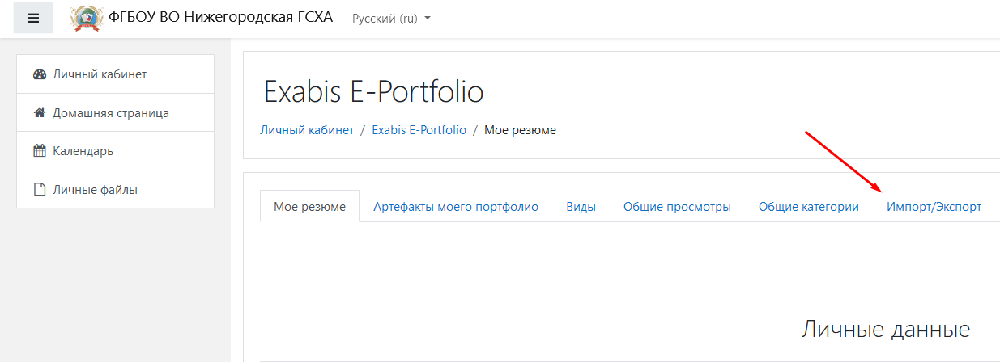 ФГБОУ ВО Нижегородская ГСХА Русский (ru)
Личный кабинет
Домашняя страница
Календарь
Личные файлы
Exabis E-Portfolio
Личный кабинет / Exabis E-Portfolio / Мое резюме
Мое резюме Артефакты моего портфолио Виды Общие просмотры Общие категории Импорт/Экспорт
Личные данные